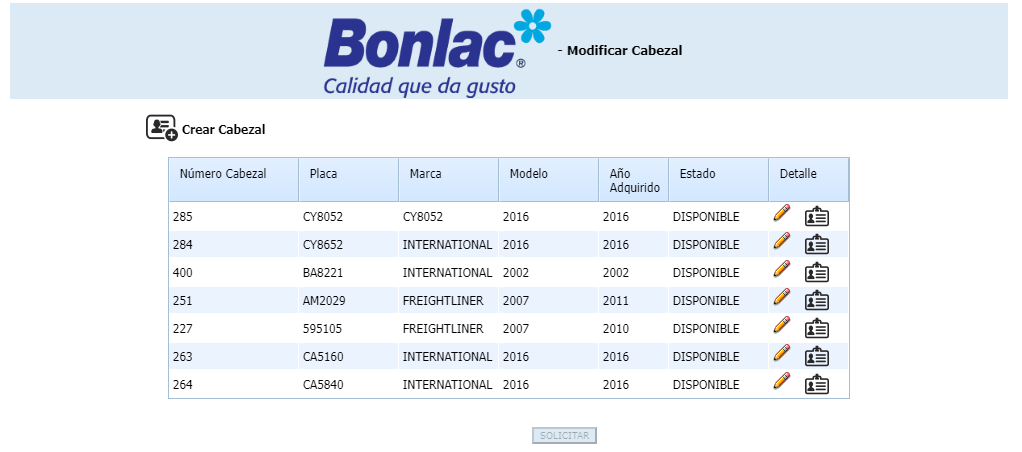 Bonlac®
Calidad que da gusto
- Modificar Cabezal
Crear Cabezal
Número Cabezal Placa Marca Modelo Año Adquirido Estado Detalle
285 CY8052 CY8052 2016 2016 DISPONIBLE
284 CY8652 INTERNATIONAL 2016 2016 DISPONIBLE
400 BA8221 INTERNATIONAL 2002 2002 DISPONIBLE
251 AM2029 FREIGHTLINER 2007 2011 DISPONIBLE
227 595105 FREIGHTLINER 2007 2010 DISPONIBLE
263 CA5160 INTERNATIONAL 2016 2016 DISPONIBLE
264 CA5840 INTERNATIONAL 2016 2016 DISPONIBLE
SOLICITAR